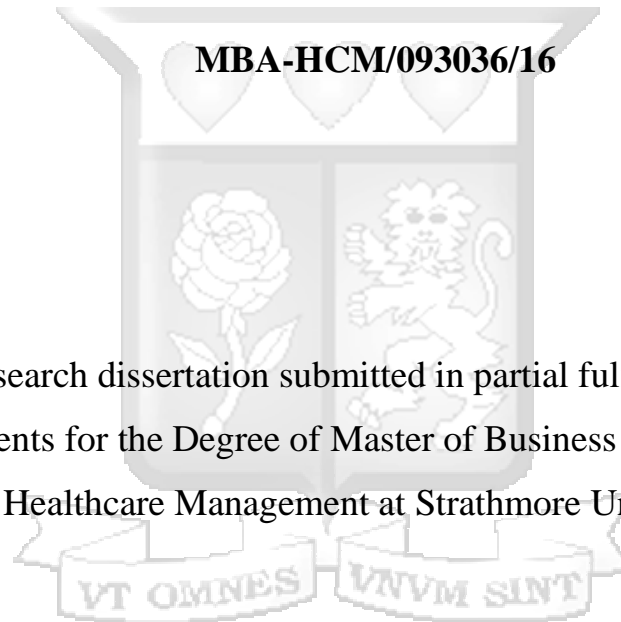 MBA-HCM/093036/16
search dissertation submitted in partial ful
ents for the Degree of Master of Business
Healthcare Management at Strathmore Un
VT OMNES VNVM SINT